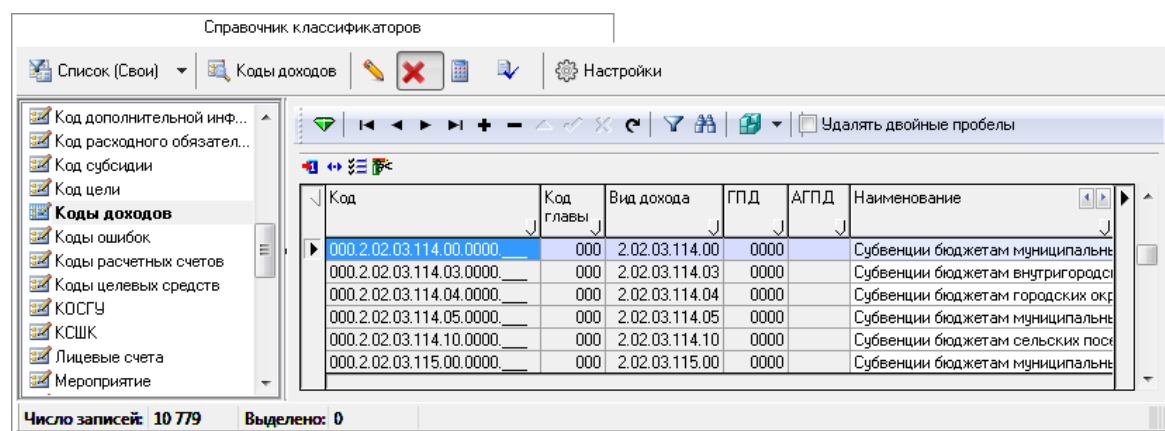 Справочник классификаторов
Список (Свои) Коды доходов Настройки
Код дополнительной инф...
Код расходного обязател...
Код субсидии
Код цели
Коды доходов
Коды ошибок
Коды расчетных счетов
Коды целевых средств
КОСГУ
КСШК
Лицевые счета
Мероприятие
Удалять двойные пробелы
Код Код главы Вид дохода ГПД АГПД Наименование
000.2.02.03.114.00.0000.___ 000 2.02.03.114.00 0000 Субвенции бюджетам муниципальнь
000.2.02.03.114.03.0000.___ 000 2.02.03.114.03 0000 Субвенции бюджетам внутригородс
000.2.02.03.114.04.0000.___ 000 2.02.03.114.04 0000 Субвенции бюджетам городских окр
000.2.02.03.114.05.0000.___ 000 2.02.03.114.05 0000 Субвенции бюджетам муниципальнь
000.2.02.03.114.10.0000.___ 000 2.02.03.114.10 0000 Субвенции бюджетам сельских посе
000.2.02.03.115.00.0000.___ 000 2.02.03.115.00 0000 Субвенции бюджетам муниципальнь
Число записей: 10 779 Выделено: 0